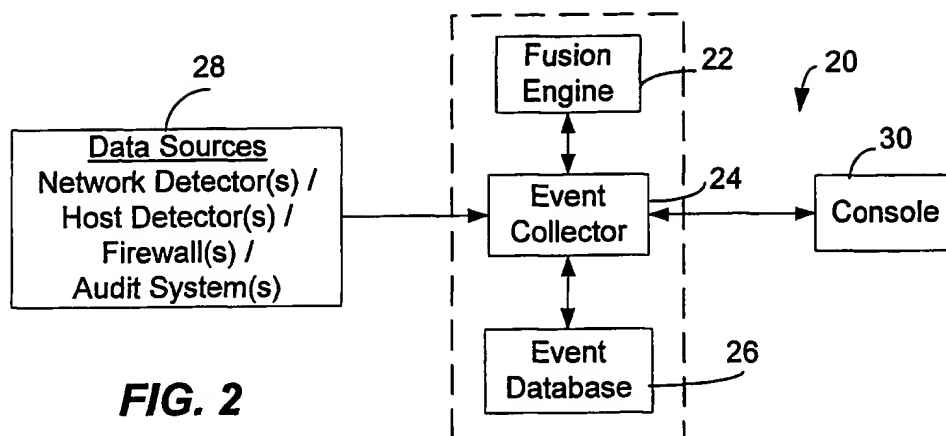 28
Data Sources
Network Detector(s) /
Host Detector(s) /
Firewall(s) /
Audit System(s)
Fusion
Engine
22
20
Event
Collector
24
30
Console
Event
Database
26
FIG. 2